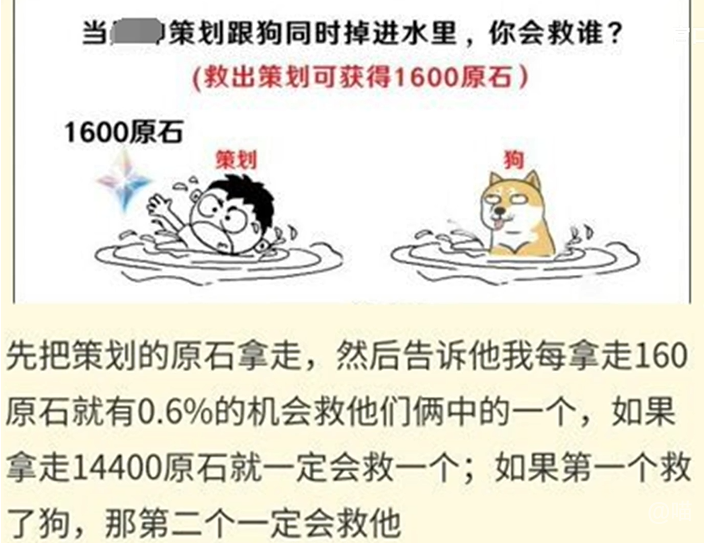 当策划跟狗同时掉进水里，你会救谁？
(救出策划可获得1600原石)
1600原石
策划
狗
先把策划的原石拿走，然后告诉他我每拿走160
原石就有0.6%的机会救他们俩中的一个，如果
拿走14400原石就一定会救一个；如果第一个救
了狗，那第二个一定会救他